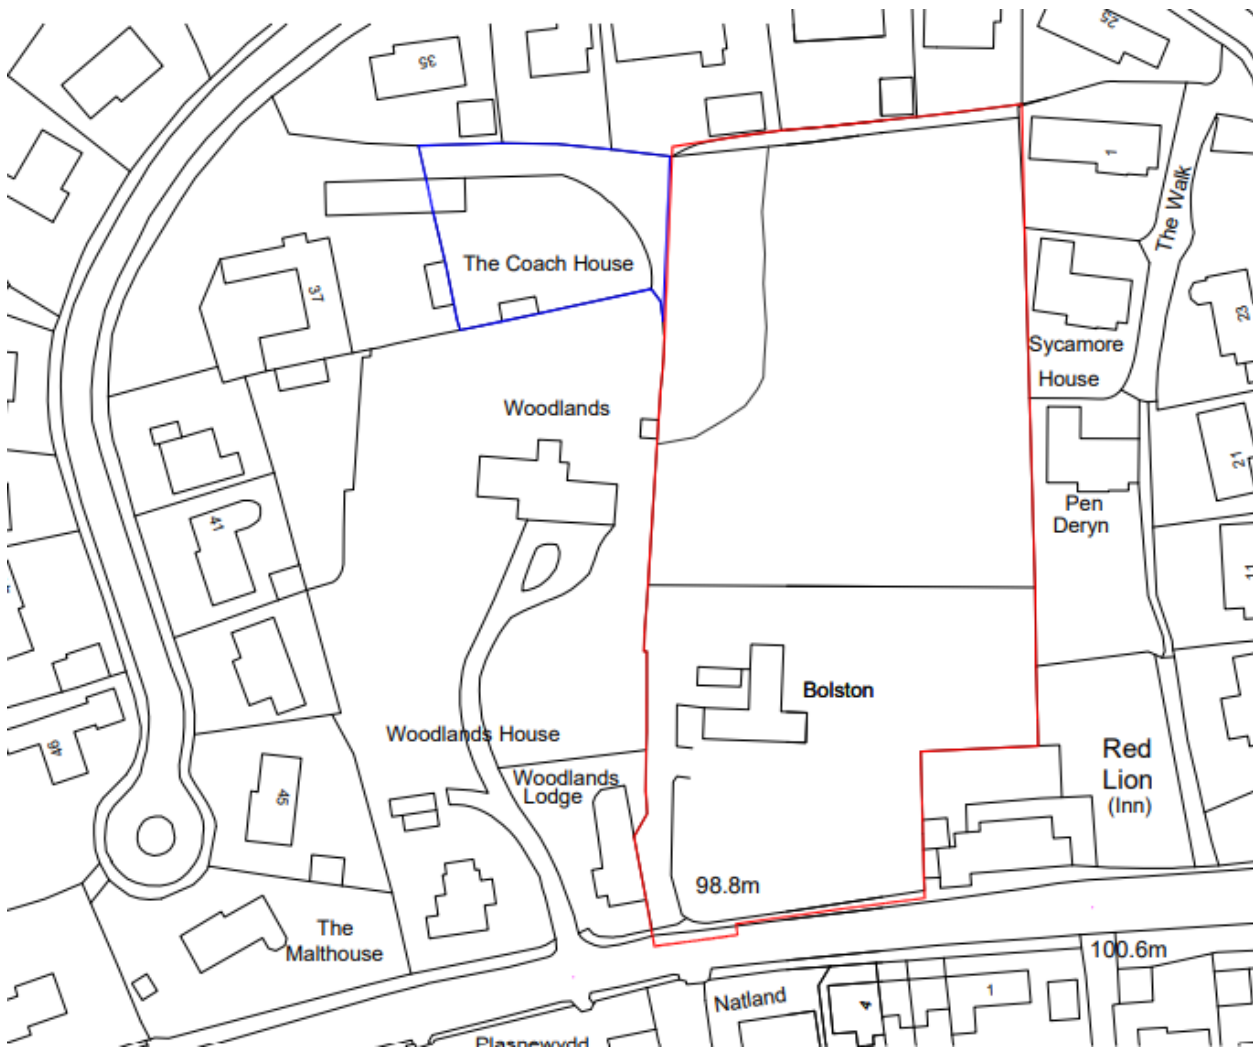 25
35
1
The Walk
The Coach House
37
Sycamore
House
23
Woodlands
21
Pen
Deryn
41
11
Bolston
Woodlands House
46
Red
Lion
(Inn)
Woodlands
Lodge
45
98.8m
The
Malthouse
100.6m
Natland
4
1
Plasnewydd